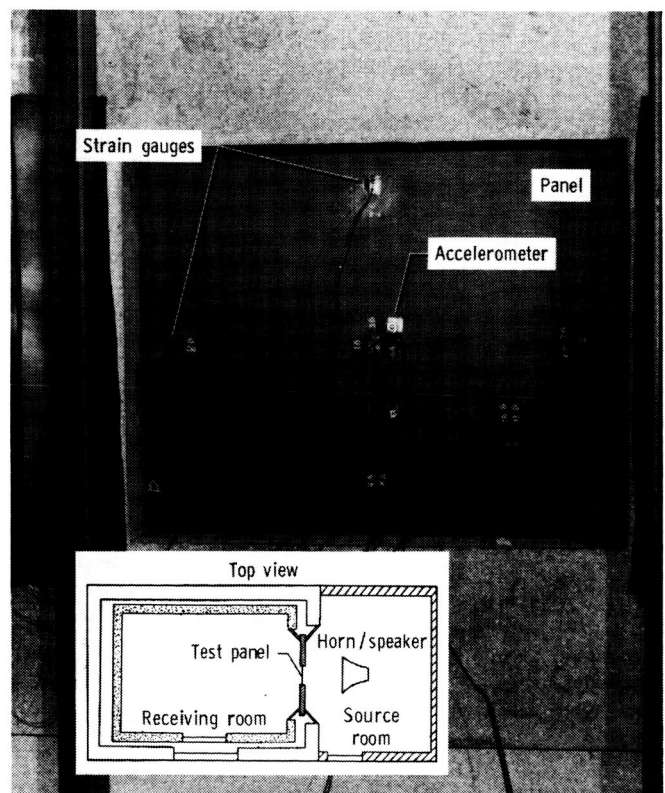 Strain gauges
Panel
Accelerometer
Top view
Horn/speaker
Test panel
Receiving room
Source
room